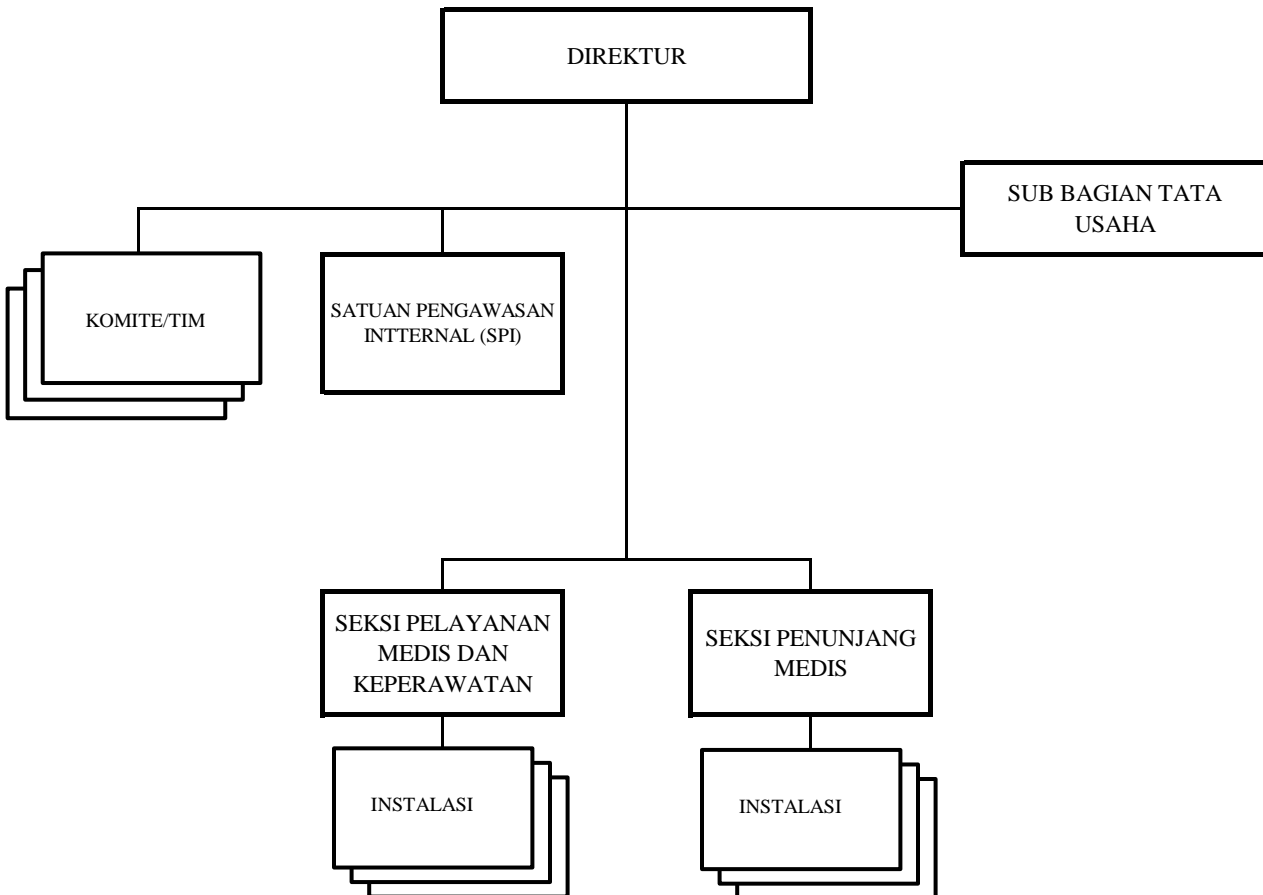 DIREKTUR
SUB BAGIAN TATA
USAHA
KOMITE/TIM
SATUAN PENGAWASAN
INTTERNAL (SPI)
SEKSI PELAYANAN
MEDIS DAN
KEPERAWATAN
SEKSI PENUNJANG
MEDIS
INSTALASI
INSTALASI